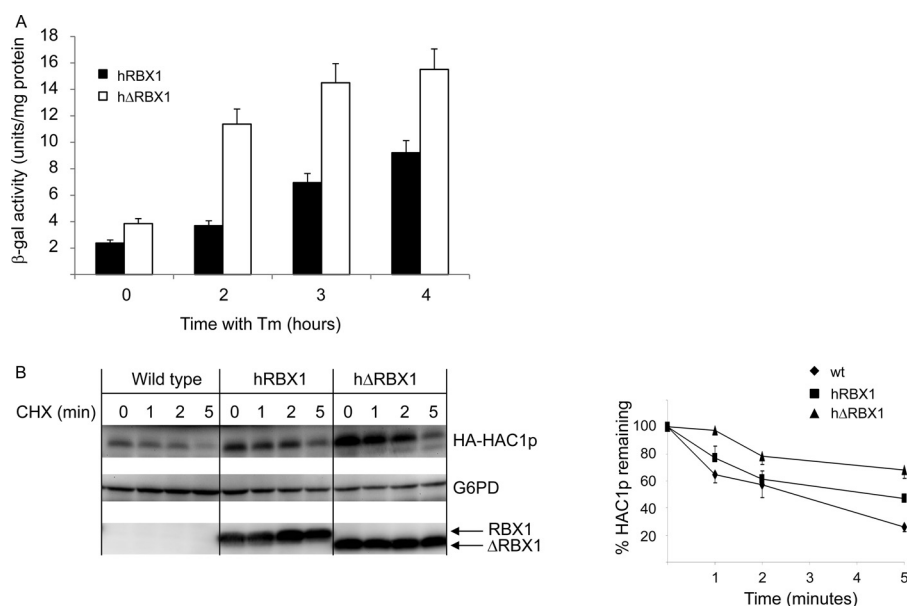 A
β-gal activity (units/mg protein)
18
16
14
12
10
8
6
4
2
hRBX1
hΔRBX1
0 2 3 4
Time with Tm (hours)
B
Wild type hRBX1 hΔRBX1
CHX (min) 0 1 2 5 0 1 2 5 0 1 2 5
HA-HAC1p
G6PD
RBX1
ΔRBX1
wt
hRBX1
hΔRBX1
% HAC1p remaining
100
80
60
40
20
1 2 3 4 5
Time (minutes)